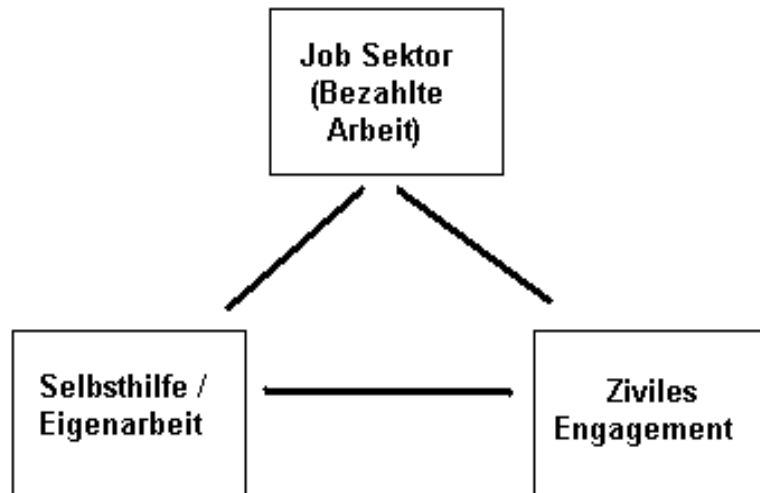 Job Sektor
(Bezahlte
Arbeit)
Selbsthilfe /
Eigenarbeit
Ziviles
Engagement